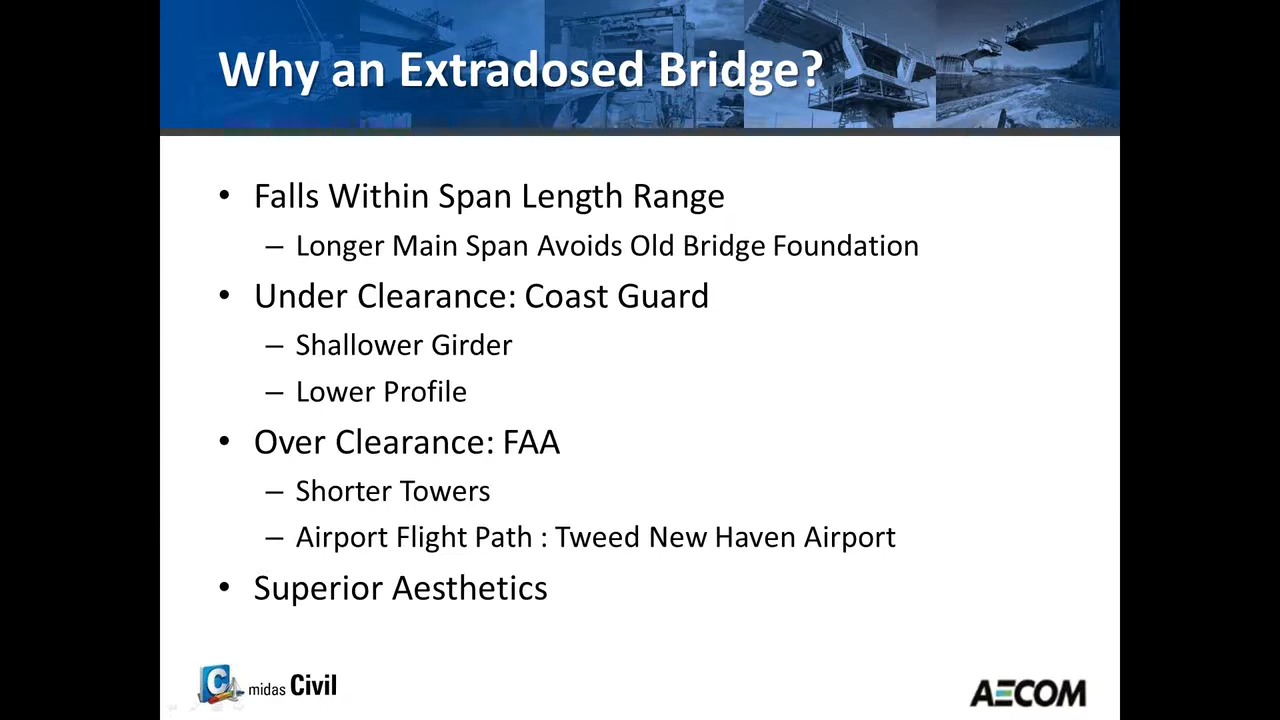 Why an Extradosed Bridge?
• Falls Within Span Length Range
– Longer Main Span Avoids Old Bridge Foundation
• Under Clearance: Coast Guard
– Shallower Girder
– Lower Profile
• Over Clearance: FAA
– Shorter Towers
– Airport Flight Path : Tweed New Haven Airport
• Superior Aesthetics
C midas Civil
AECOM